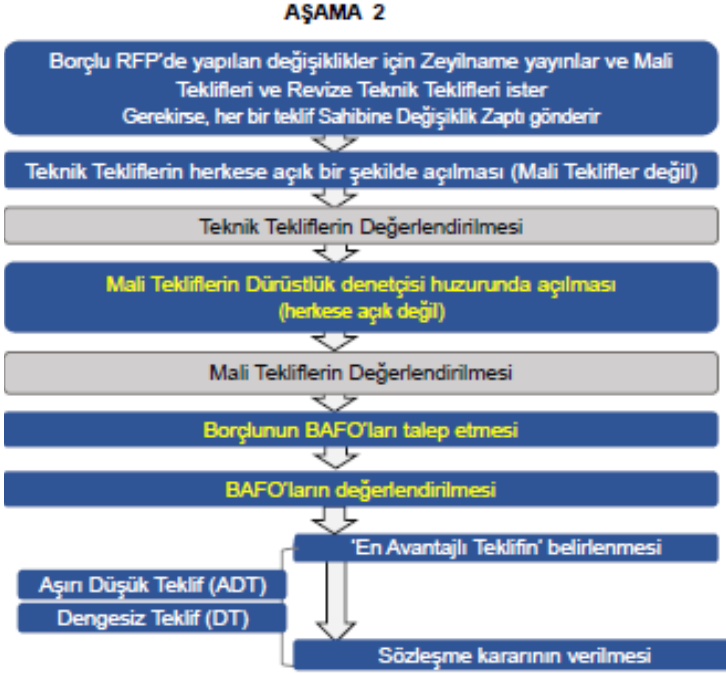 AŞAMA 2
Borçlu RFP'de yapılan değişiklikler için Zeyilname yayınlar ve Mali
Teklifleri ve Revize Teknik Teklifleri ister
Gerekirse, her bir teklif Sahibine Değişiklik Zaptı gönderir
Teknik Tekliflerin herkese açık bir şekilde açılması (Mali Teklifler değil)
Teknik Tekliflerin Değerlendirilmesi
Mali Tekliflerin Dürüstlük denetçisi huzurunda açılması
(herkese açık değil)
Mali Tekliflerin Değerlendirilmesi
Borçlunun BAFO'ları talep etmesi
BAFO'ların değerlendirilmesi
'En Avantajlı Teklifin' belirlenmesi
Aşırı Düşük Teklif (ADT)
Dengesiz Teklif (DT)
Sözleşme kararının verilmesi